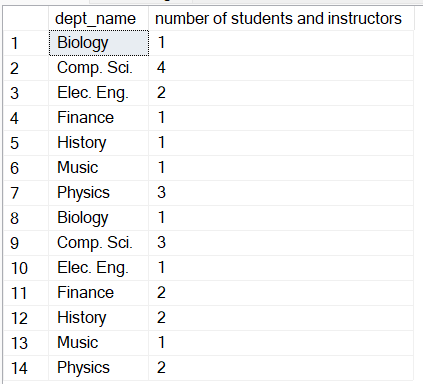 dept_name number of students and instructors
1 Biology 1
2 Comp. Sci. 4
3 Elec. Eng. 2
4 Finance 1
5 History 1
6 Music 1
7 Physics 3
8 Biology 1
9 Comp. Sci. 3
10 Elec. Eng. 1
11 Finance 2
12 History 2
13 Music 1
14 Physics 2